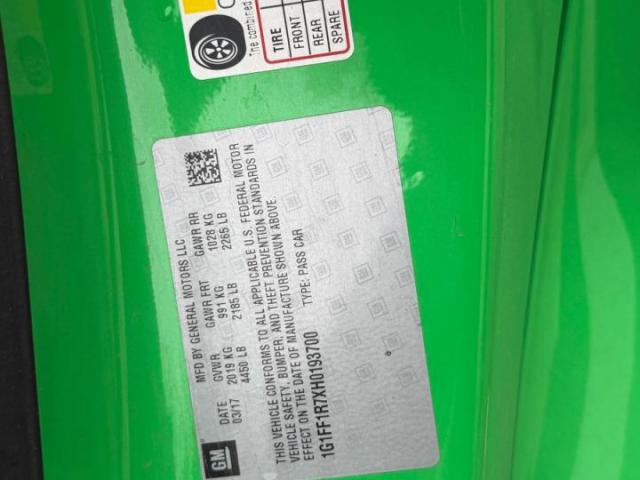 The combined
TIRE
FRONT
REAR
SPARE
GM
MFD BY GENERAL MOTORS LLC
DATE GVWR GAWR FRT GAWR RR
03/17 2019 KG 991 KG 1028 KG
4450 LB 2185 LB 2265 LB
THIS VEHICLE CONFORMS TO ALL APPLICABLE U.S. FEDERAL MOTOR
VEHICLE SAFETY, BUMPER, AND THEFT PREVENTION STANDARDS IN
EFFECT ON THE DATE OF MANUFACTURE SHOWN ABOVE.
TYPE: PASS CAR
1G1FF1R7XH0193700